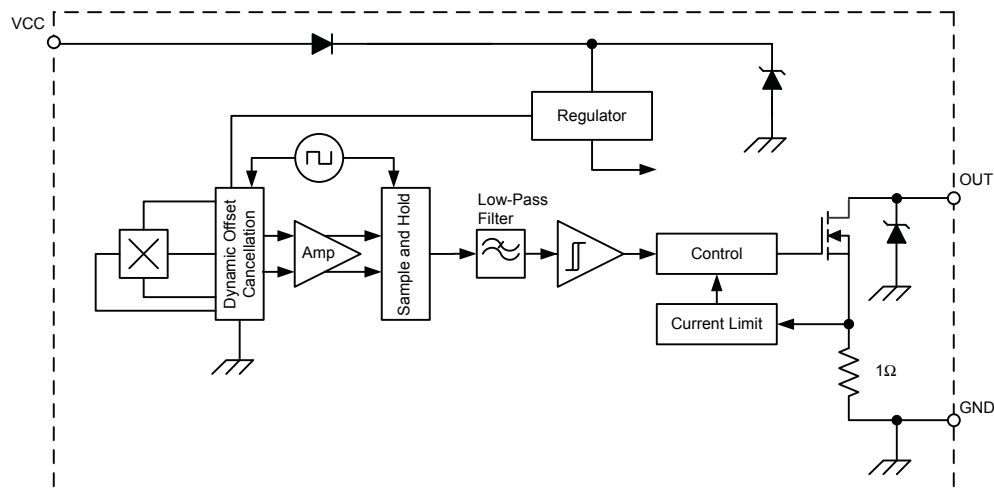 VCC
Regulator
OUT
Low-Pass
Filter
Dynamic Offset
Cancellation
Amp
Sample and Hold
Control
Current Limit
1Ω
GND